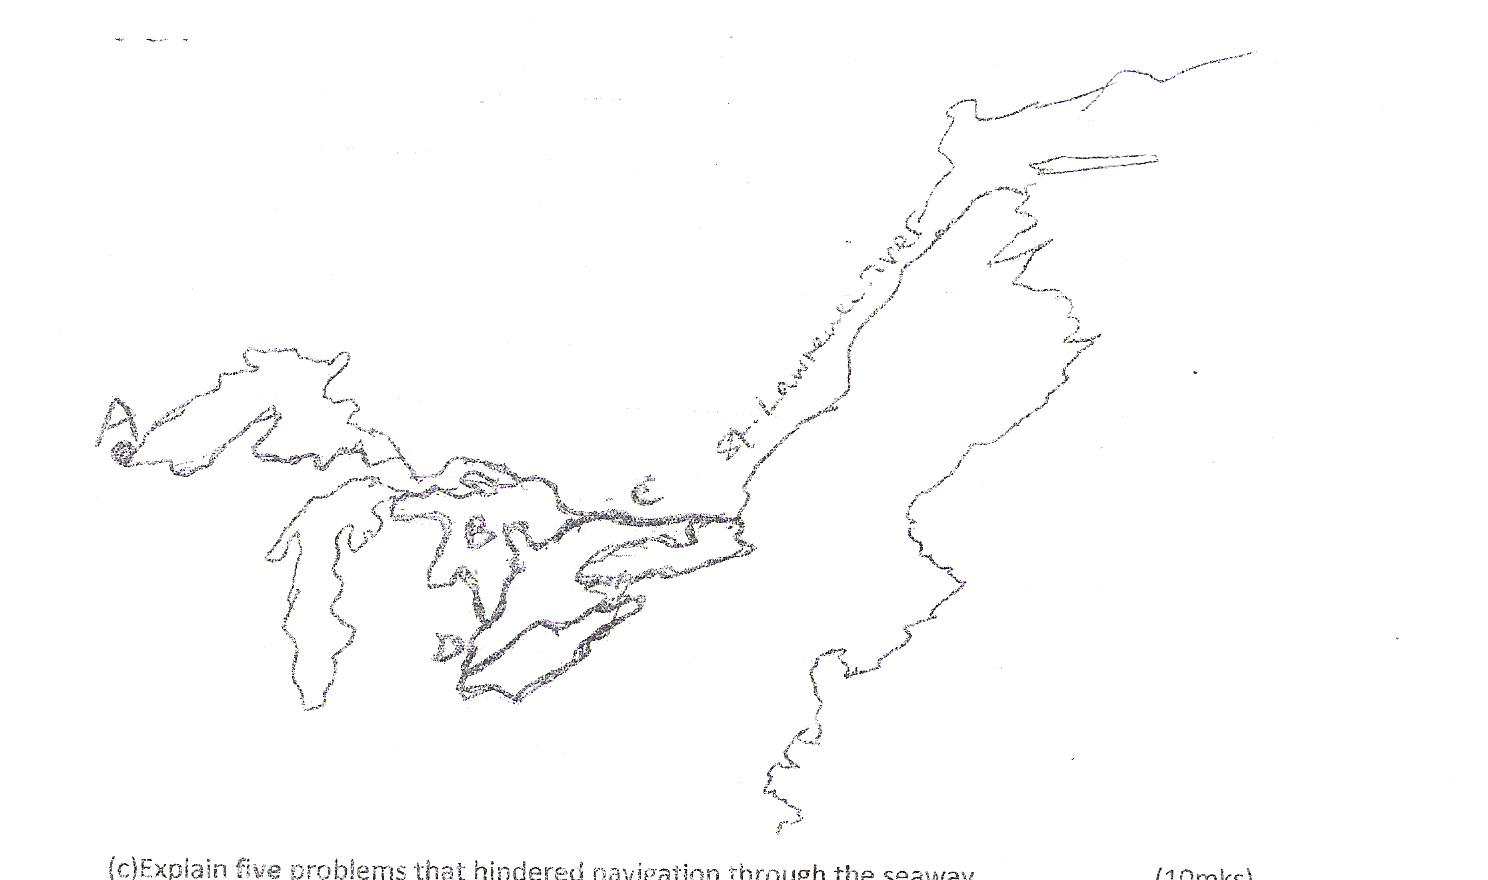 St. Lawrence river
A
C
B
D
(c)Explain five problems that hindered navigation through the seaway (10mks)